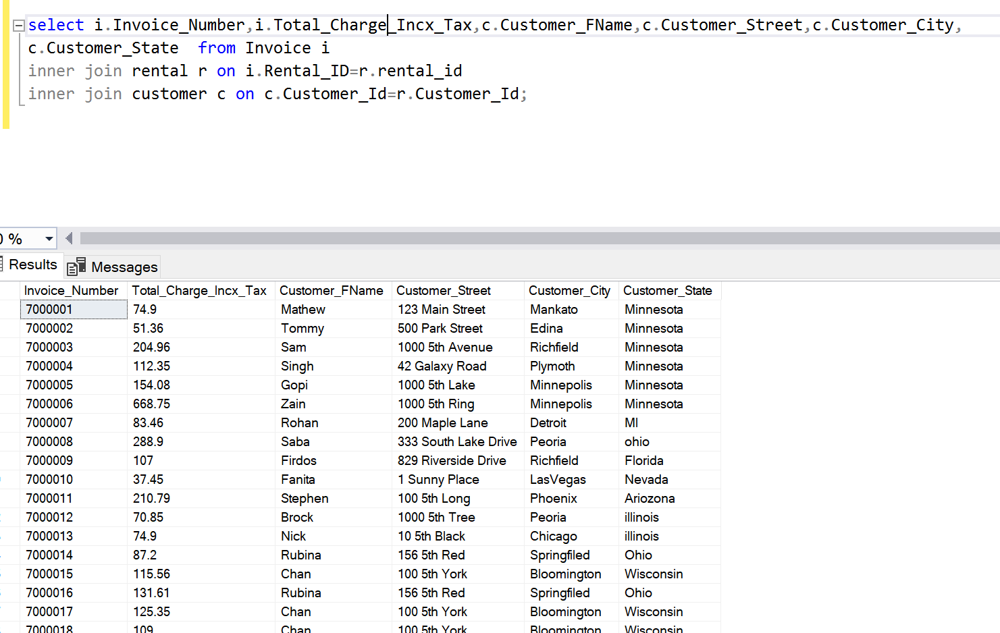 select i.Invoice_Number,i.Total_Charge_Incx_Tax,c.Customer_FName,c.Customer_Street,c.Customer_City,
c.Customer_State  from Invoice i
inner join rental r on i.Rental_ID=r.rental_id
inner join customer c on c.Customer_Id=r.Customer_Id;
%
Results Messages
Invoice_Number Total_Charge_Incx_Tax Customer_FName Customer_Street Customer_City Customer_State
7000001 74.9 Mathew 123 Main Street Mankato Minnesota
7000002 51.36 Tommy 500 Park Street Edina Minnesota
7000003 204.96 Sam 1000 5th Avenue Richfield Minnesota
7000004 112.35 Singh 42 Galaxy Road Plymoth Minnesota
7000005 154.08 Gopi 1000 5th Lake Minnepolis Minnesota
7000006 668.75 Zain 1000 5th Ring Minnepolis Minnesota
7000007 83.46 Rohan 200 Maple Lane Detroit MI
7000008 288.9 Saba 333 South Lake Drive Peoria ohio
7000009 107 Firdos 829 Riverside Drive Richfield Florida
7000010 37.45 Fanita 1 Sunny Place LasVegas Nevada
7000011 210.79 Stephen 100 5th Long Phoenix Ariozona
7000012 70.85 Brock 1000 5th Tree Peoria illinois
7000013 74.9 Nick 10 5th Black Chicago illinois
7000014 87.2 Rubina 156 5th Red Springfiled Ohio
7000015 115.56 Chan 100 5th York Bloomington Wisconsin
7000016 131.61 Rubina 156 5th Red Springfiled Ohio
7000017 125.35 Chan 100 5th York Bloomington Wisconsin
7000018 109 Chan 100 5th York Bloomington Wisconsin